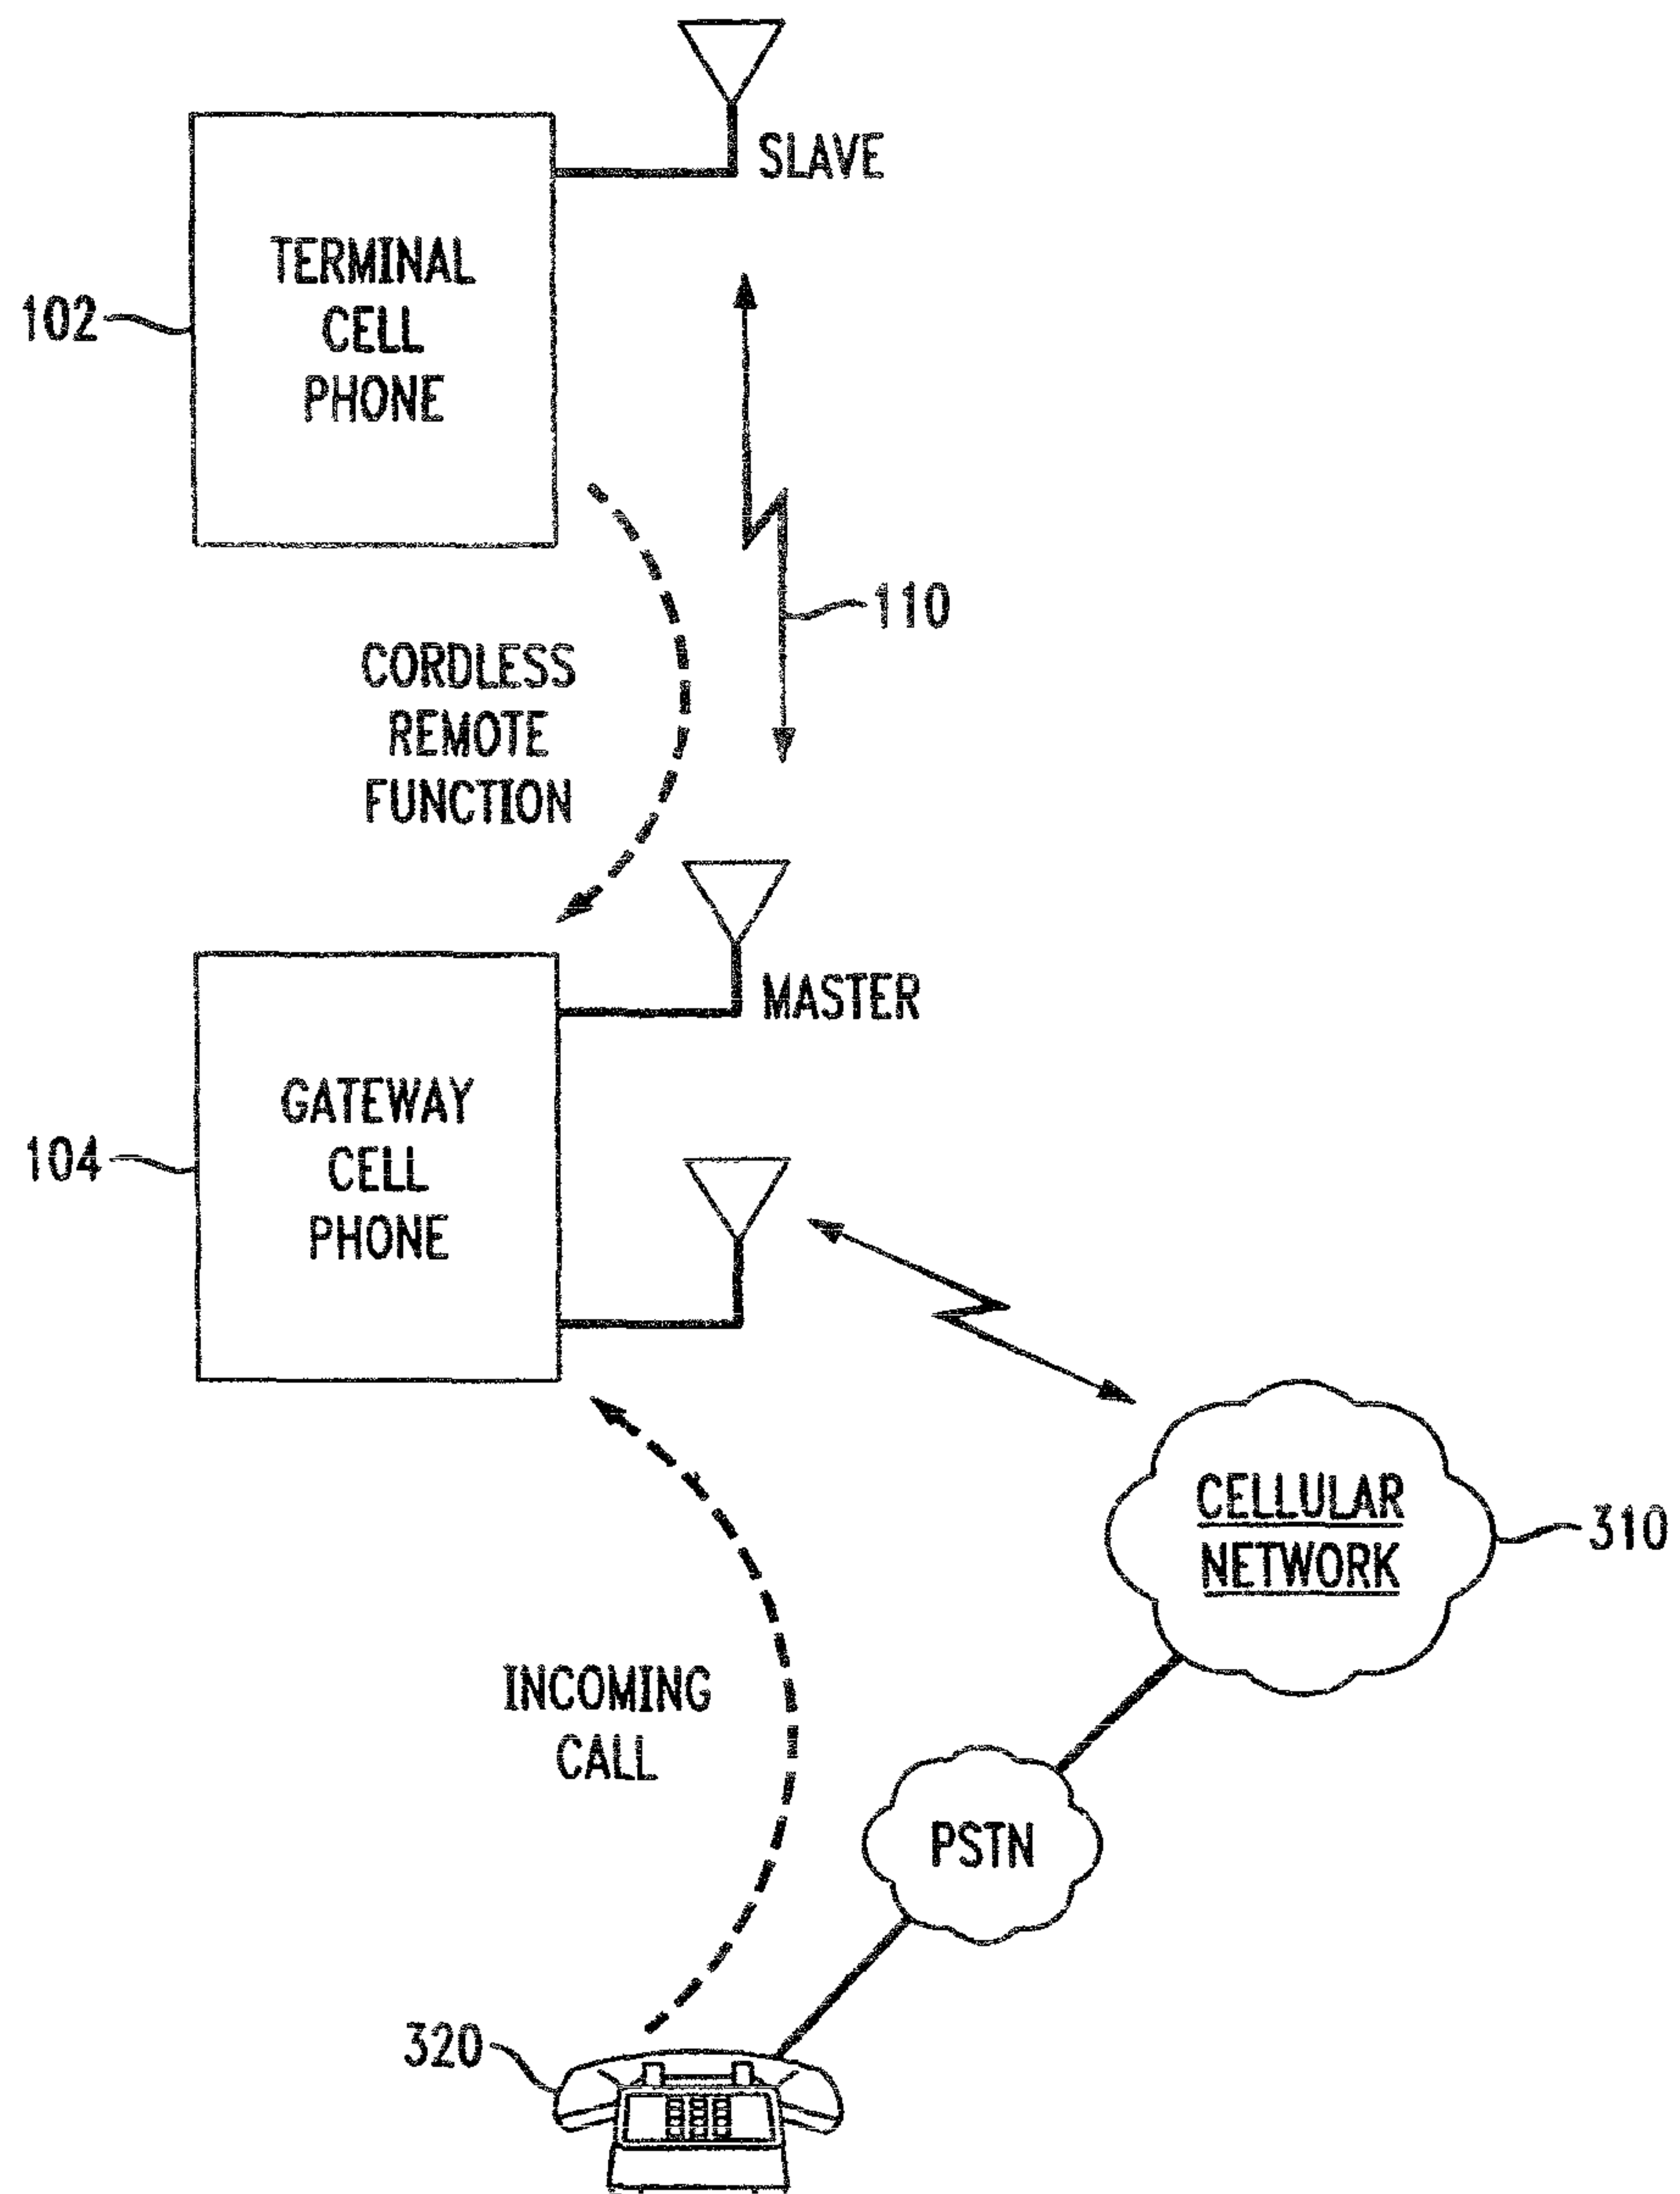 SLAVE
TERMINAL
CELL
PHONE
102
110
CORDLESS
REMOTE
FUNCTION
MASTER
GATEWAY
CELL
PHONE
104
CELLULAR
NETWORK
310
INCOMING
CALL
PSTN
320